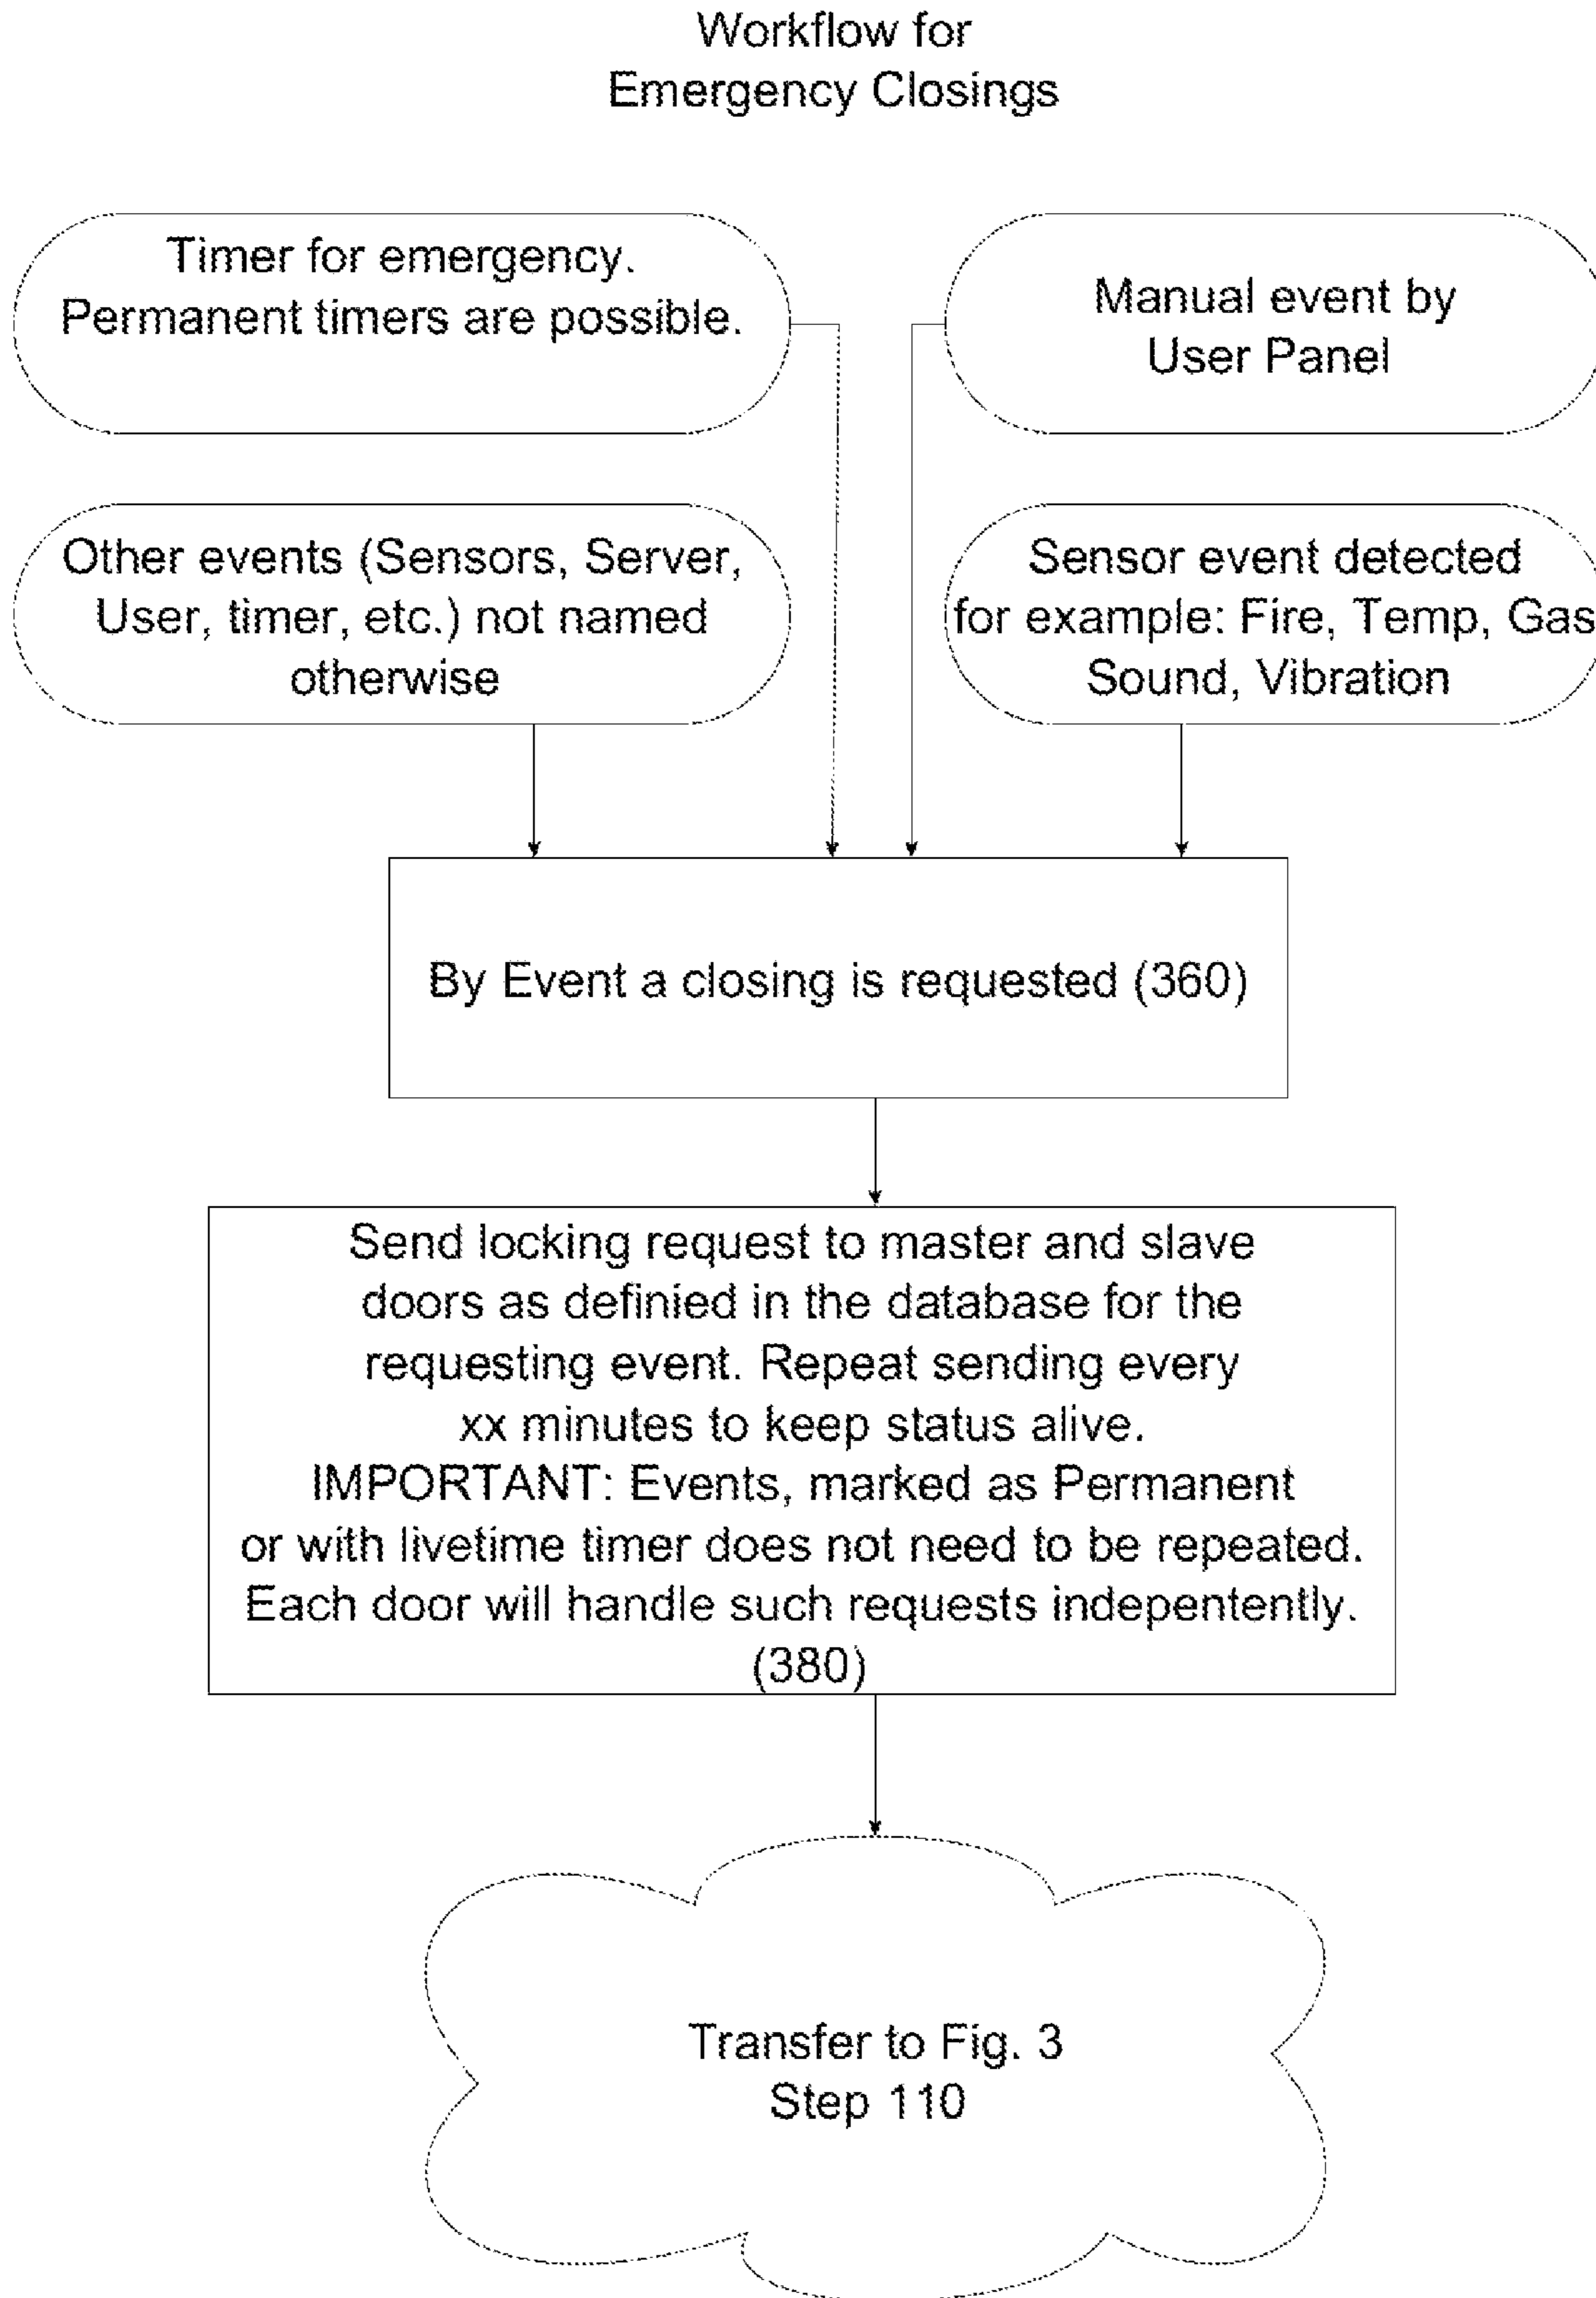 Workflow for
Emergency Closings
Timer for emergency.
Permanent timers are possible.
Manual event by
User Panel
Other events (Sensors, Server,
User, timer, etc.) not named
otherwise
Sensor event detected
for example: Fire, Temp, Gas
Sound, Vibration
By Event a closing is requested (360)
Send locking request to master and slave
doors as definied in the database for the
requesting event. Repeat sending every
xx minutes to keep status alive.
IMPORTANT: Events, marked as Permanent
or with livetime timer does not need to be repeated.
Each door will handle such requests indepentently.
(380)
Transfer to Fig. 3
Step 110